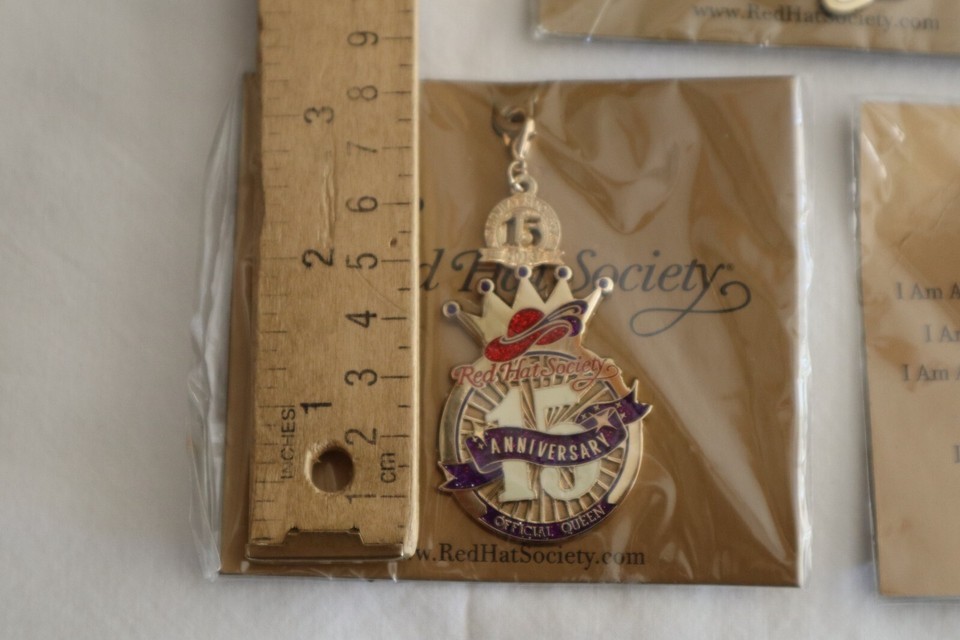 www.RedHatSociety.com
9
8
3
7
6
2
5
4
3
1
INCHES
2
cm
1
15
d Hat Society
Red Hat Society
15
ANNIVERSARY
OFFICIAL QUEEN
w.RedHatSociety.com
I Am A
I Am
I Am A
I